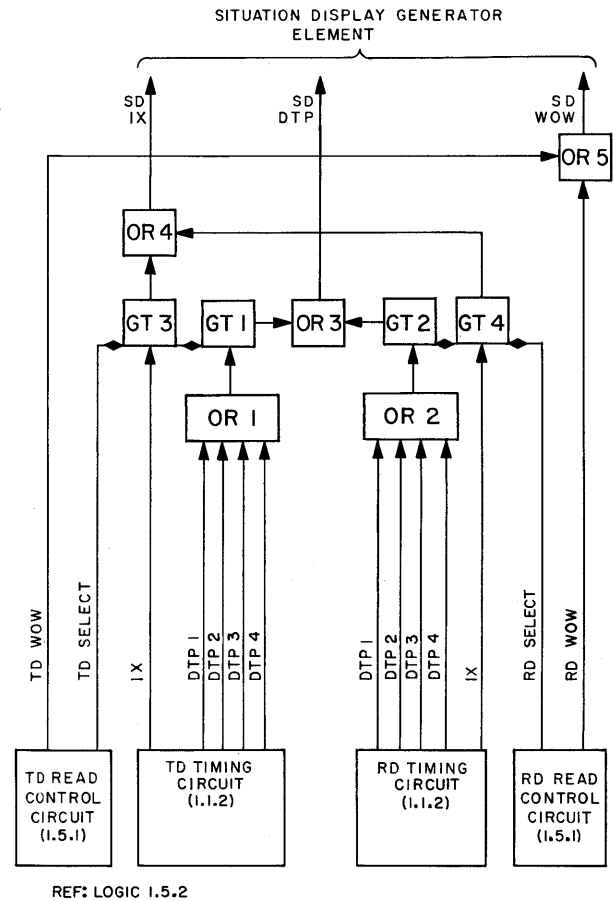 SITUATION DISPLAY GENERATOR
ELEMENT
SD
IX
SD
DTP
SD
WOW
OR 5
OR 4
GT 3
GT 1
OR 3
GT 2
GT 4
OR 1
OR 2
TD WOW
TD SELECT
IX
DTP 1
DTP 2
DTP 3
DTP 4
DTP 1
DTP 2
DTP 3
DTP 4
IX
RD SELECT
RD WOW
TD READ
CONTROL
CIRCUIT
(1.5.1)
TD TIMING
CIRCUIT
(1.1.2)
RD TIMING
CIRCUIT
(1.1.2)
RD READ
CONTROL
CIRCUIT
(1.5.1)
REF: LOGIC 1.5.2